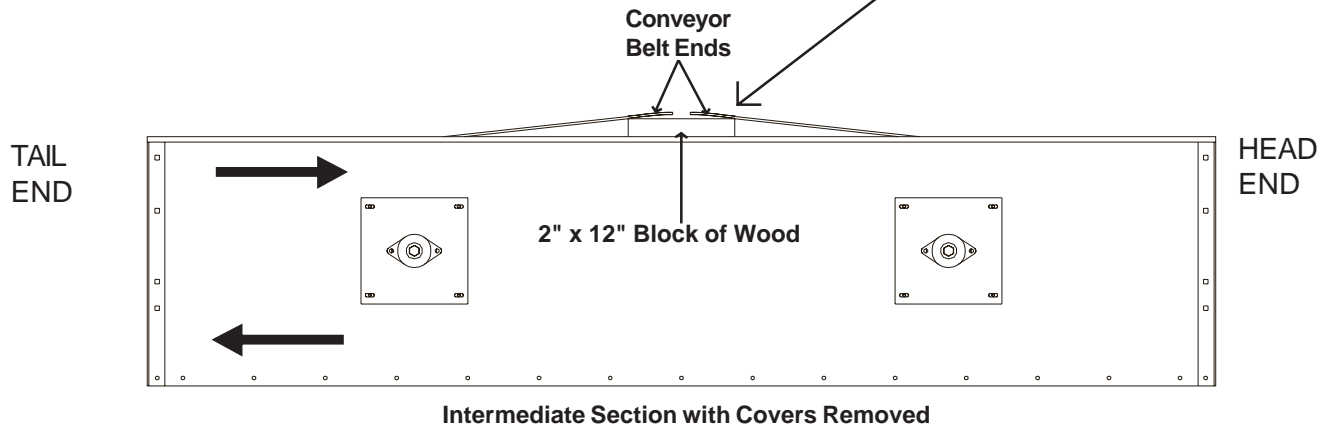 Conveyor
Belt Ends
TAIL
END
HEAD
END
2" x 12" Block of Wood
Intermediate Section with Covers Removed